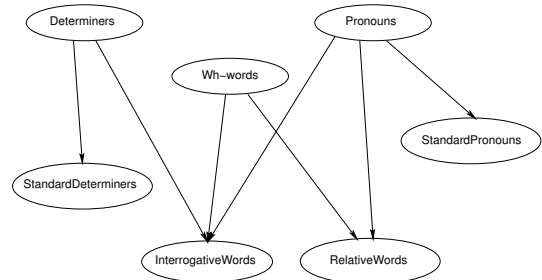 Determiners
Pronouns
Wh-words
StandardPronouns
StandardDeterminers
InterrogativeWords
RelativeWords